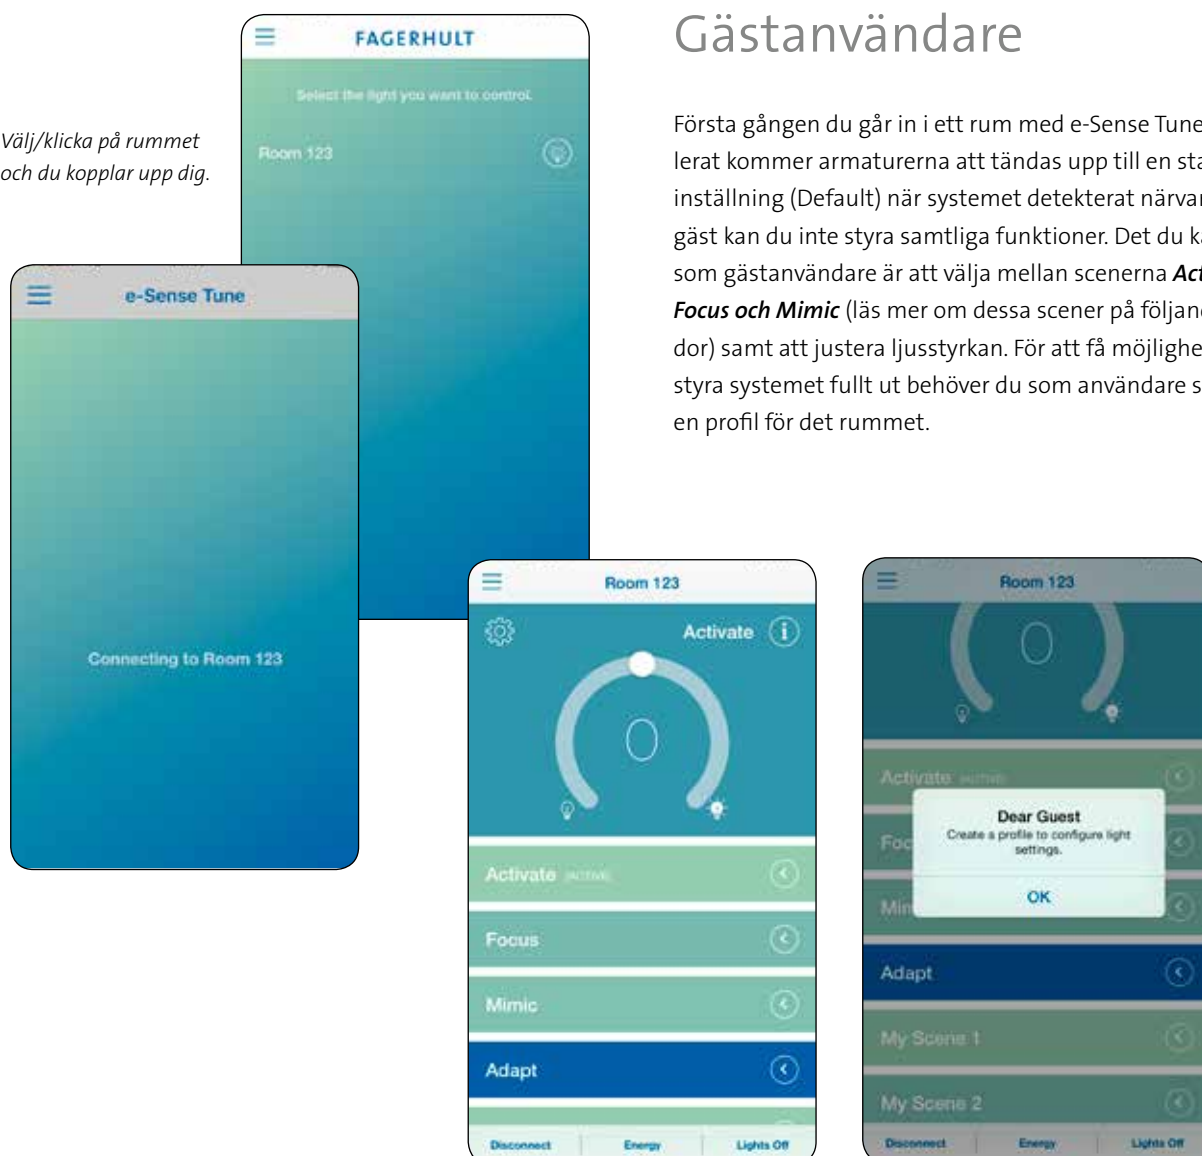 Gästanvändare
Första gången du går in i ett rum med e-Sense Tune
lerat kommer armaturerna att tändas upp till en sta
inställning (Default) när systemet detekterat närvar
gäst kan du inte styra samtliga funktioner. Det du ka
som gästanvändare är att välja mellan scenerna Act
Focus och Mimic (läs mer om dessa scener på följand
dor) samt att justera ljusstyrkan. För att få möjlighe
styra systemet fullt ut behöver du som användare s
en profil för det rummet.
Välj/klicka på rummet
och du kopplar upp dig.
FAGERHULT
Select the light you want to control.
Room 123
e-Sense Tune
Connecting to Room 123
Room 123
Activate i
0
Activate (ACTIVE)
Focus
Mimic
Adapt
Disconnect Energy Lights Off
Room 123
0
Activate (ACTIVE)
Foc
Mim
Dear Guest
Create a profile to configure light
settings.
OK
Adapt
My Scene 1
My Scene 2
Disconnect Energy Lights Off